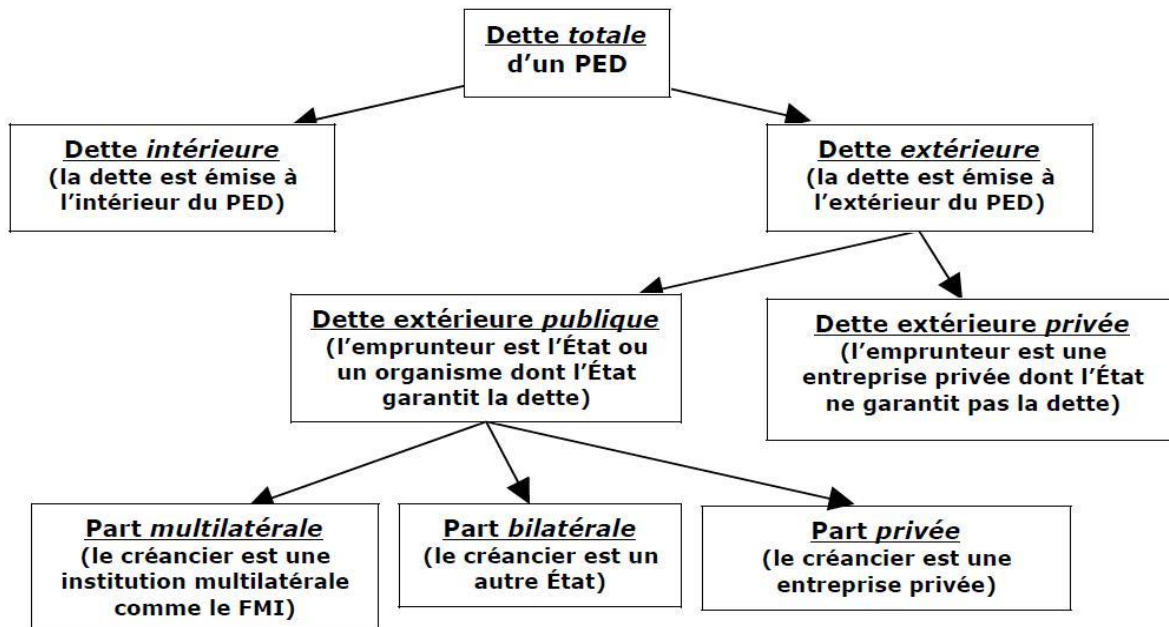 Dette totale
d'un PED
Dette intérieure
(la dette est émise à
l'intérieur du PED)
Dette extérieure
(la dette est émise à
l'extérieur du PED)
Dette extérieure publique
(l'emprunteur est l'État ou
un organisme dont l'État
garantit la dette)
Dette extérieure privée
(l'emprunteur est une
entreprise privée dont l'État
ne garantit pas la dette)
Part multilatérale
(le créancier est une
institution multilatérale
comme le FMI)
Part bilatérale
(le créancier est un
autre État)
Part privée
(le créancier est une
entreprise privée)